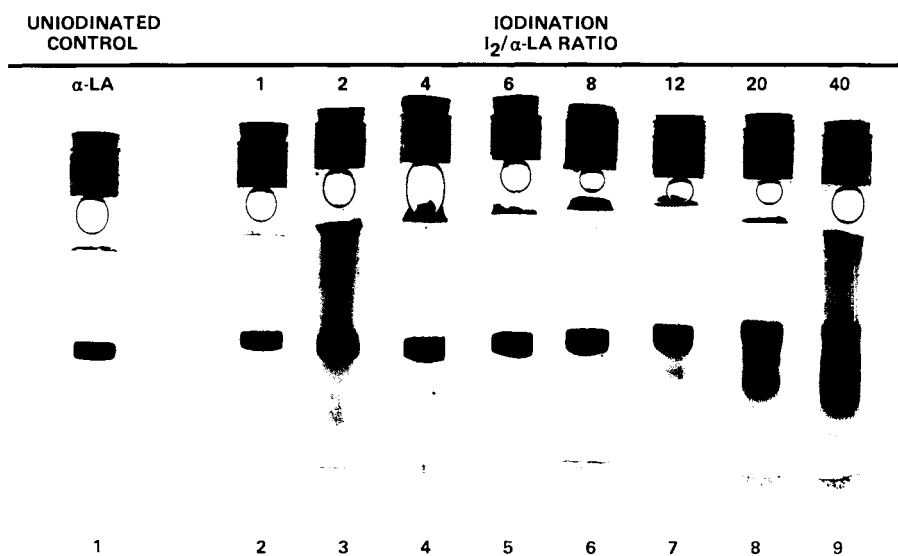 UNIODINATED
CONTROL
IODINATION
I2/α-LA RATIO
α-LA 1 2 4 6 8 12 20 40
1 2 3 4 5 6 7 8 9